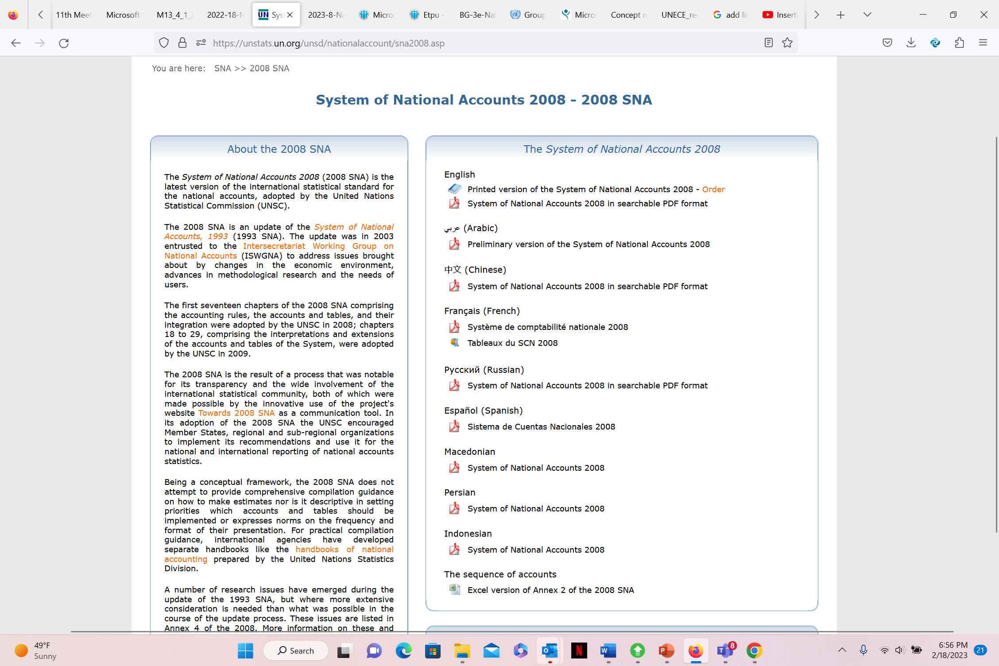 11th Meet
Microsoft
M13_4_1_2
2022-18-N
UN Syst
2023-8-Na
Micros
Etpu -
BG-3e-Nat
Group
Micros
Concept n
UNECE_re
add lin
Inserti
https://unstats.un.org/unsd/nationalaccount/sna2008.asp
You are here: SNA >> 2008 SNA
System of National Accounts 2008 - 2008 SNA
About the 2008 SNA
The System of National Accounts 2008 (2008 SNA) is the
latest version of the international statistical standard for
the national accounts, adopted by the United Nations
Statistical Commission (UNSC).
The 2008 SNA is an update of the System of National
Accounts, 1993 (1993 SNA). The update was in 2003
entrusted to the Intersecretariat Working Group on
National Accounts (ISWGNA) to address issues brought
about by changes in the economic environment,
advances in methodological research and the needs of
users.
The first seventeen chapters of the 2008 SNA comprising
the accounting rules, the accounts and tables, and their
integration were adopted by the UNSC in 2008; chapters
18 to 29, comprising the interpretations and extensions
of the accounts and tables of the System, were adopted
by the UNSC in 2009.
The 2008 SNA is the result of a process that was notable
for its transparency and the wide involvement of the
international statistical community, both of which were
made possible by the innovative use of the project's
website Towards 2008 SNA as a communication tool. In
its adoption of the 2008 SNA the UNSC encouraged
Member States, regional and sub-regional organizations
to implement its recommendations and use it for the
national and international reporting of national accounts
statistics.
Being a conceptual framework, the 2008 SNA does not
attempt to provide comprehensive compilation guidance
on how to make estimates nor is it descriptive in setting
priorities which accounts and tables should be
implemented or expresses norms on the frequency and
format of their presentation. For practical compilation
guidance, international agencies have developed
separate handbooks like the handbooks of national
accounting prepared by the United Nations Statistics
Division.
A number of research issues have emerged during the
update of the 1993 SNA, but where more extensive
consideration is needed than what was possible in the
course of the update process. These issues are listed in
Annex 4 of the 2008. More information on these and
The System of National Accounts 2008
English
Printed version of the System of National Accounts 2008 - Order
System of National Accounts 2008 in searchable PDF format
عربي (Arabic)
Preliminary version of the System of National Accounts 2008
中文 (Chinese)
System of National Accounts 2008 in searchable PDF format
Français (French)
Système de comptabilité nationale 2008
Tableaux du SCN 2008
Русский (Russian)
System of National Accounts 2008 in searchable PDF format
Español (Spanish)
Sistema de Cuentas Nacionales 2008
Macedonian
System of National Accounts 2008
Persian
System of National Accounts 2008
Indonesian
System of National Accounts 2008
The sequence of accounts
Excel version of Annex 2 of the 2008 SNA
49°F
Sunny
Search
8
6:56 PM
2/18/2023
21